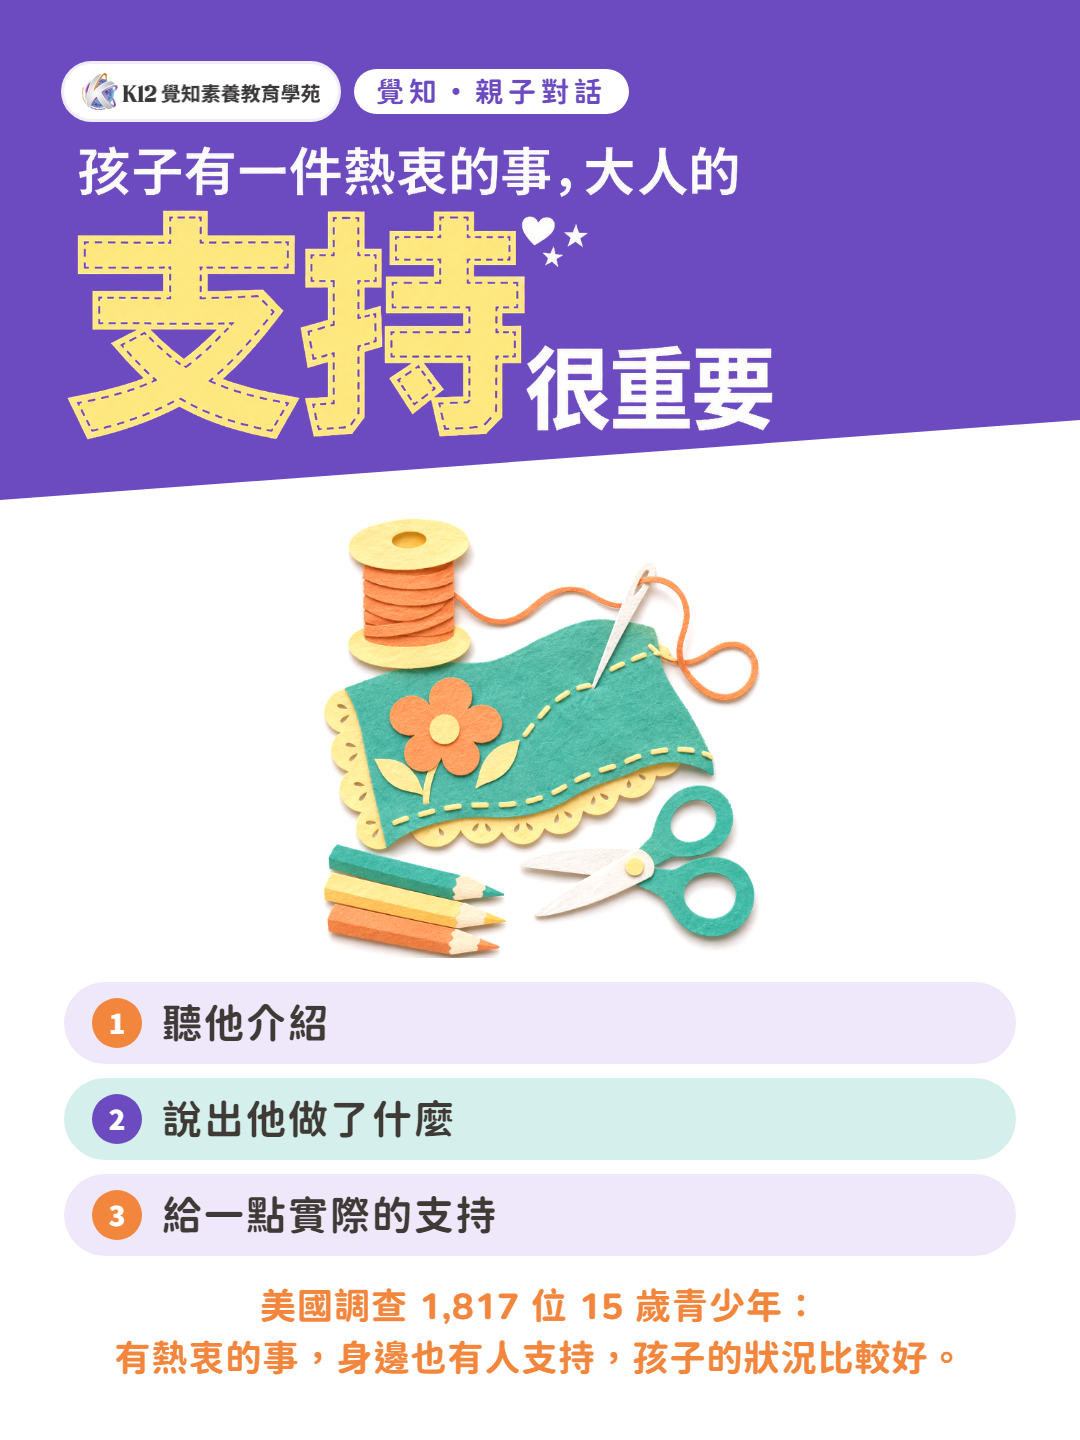 K12 覺知素養教育學苑
覺知・親子對話
孩子有一件熱衷的事，大人的
支持很重要
1 聽他介紹
2 說出他做了什麼
3 給一點實際的支持
美國調查 1,817 位 15 歲青少年：
有熱衷的事，身邊也有人支持，孩子的狀況比較好。